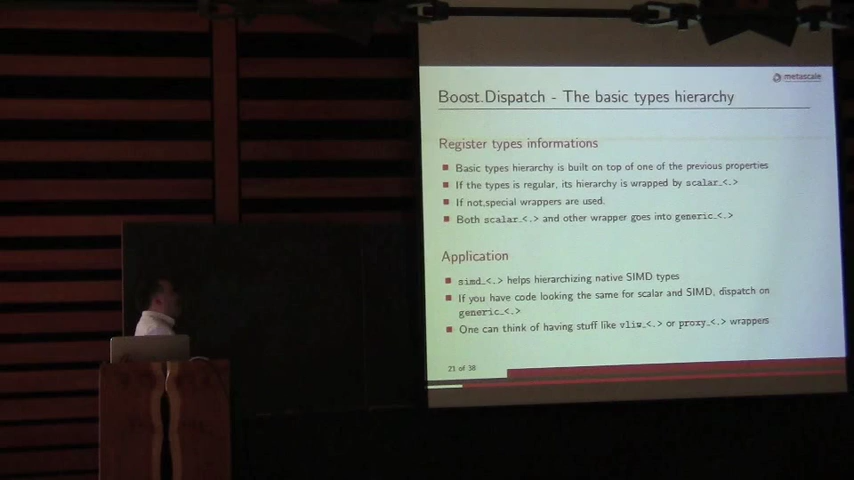 metascale
Boost.Dispatch - The basic types hierarchy
Register types informations
Basic types hierarchy is built on top of one of the previous properties
If the types is regular, its hierarchy is wrapped by scalar_<.>
If not,special wrappers are used.
Both scalar_<.> and other wrapper goes into generic_<.>
Application
simd_<.> helps hierarchizing native SIMD types
If you have code looking the same for scalar and SIMD, dispatch on
generic_<.>
One can think of having stuff like vliw_<.> or proxy_<.> wrappers
21 of 38